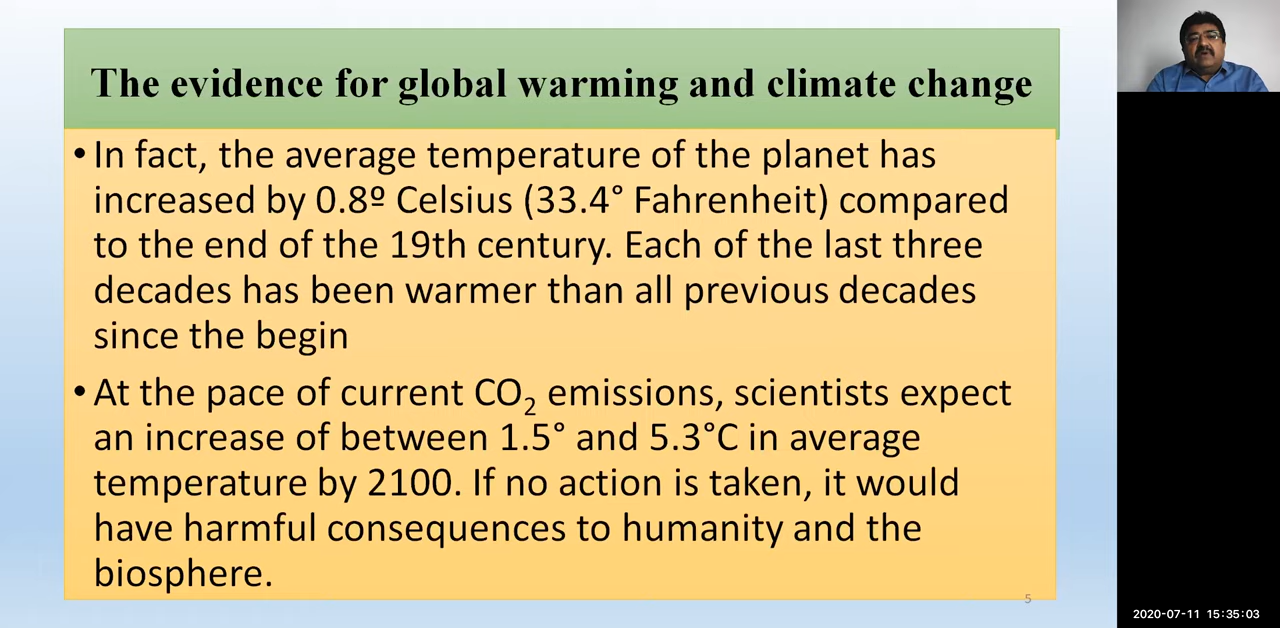 The evidence for global warming and climate change
• In fact, the average temperature of the planet has
increased by 0.8º Celsius (33.4° Fahrenheit) compared
to the end of the 19th century. Each of the last three
decades has been warmer than all previous decades
since the begin
• At the pace of current CO₂ emissions, scientists expect
an increase of between 1.5° and 5.3°C in average
temperature by 2100. If no action is taken, it would
have harmful consequences to humanity and the
biosphere.
5
2020-07-11 15:35:03